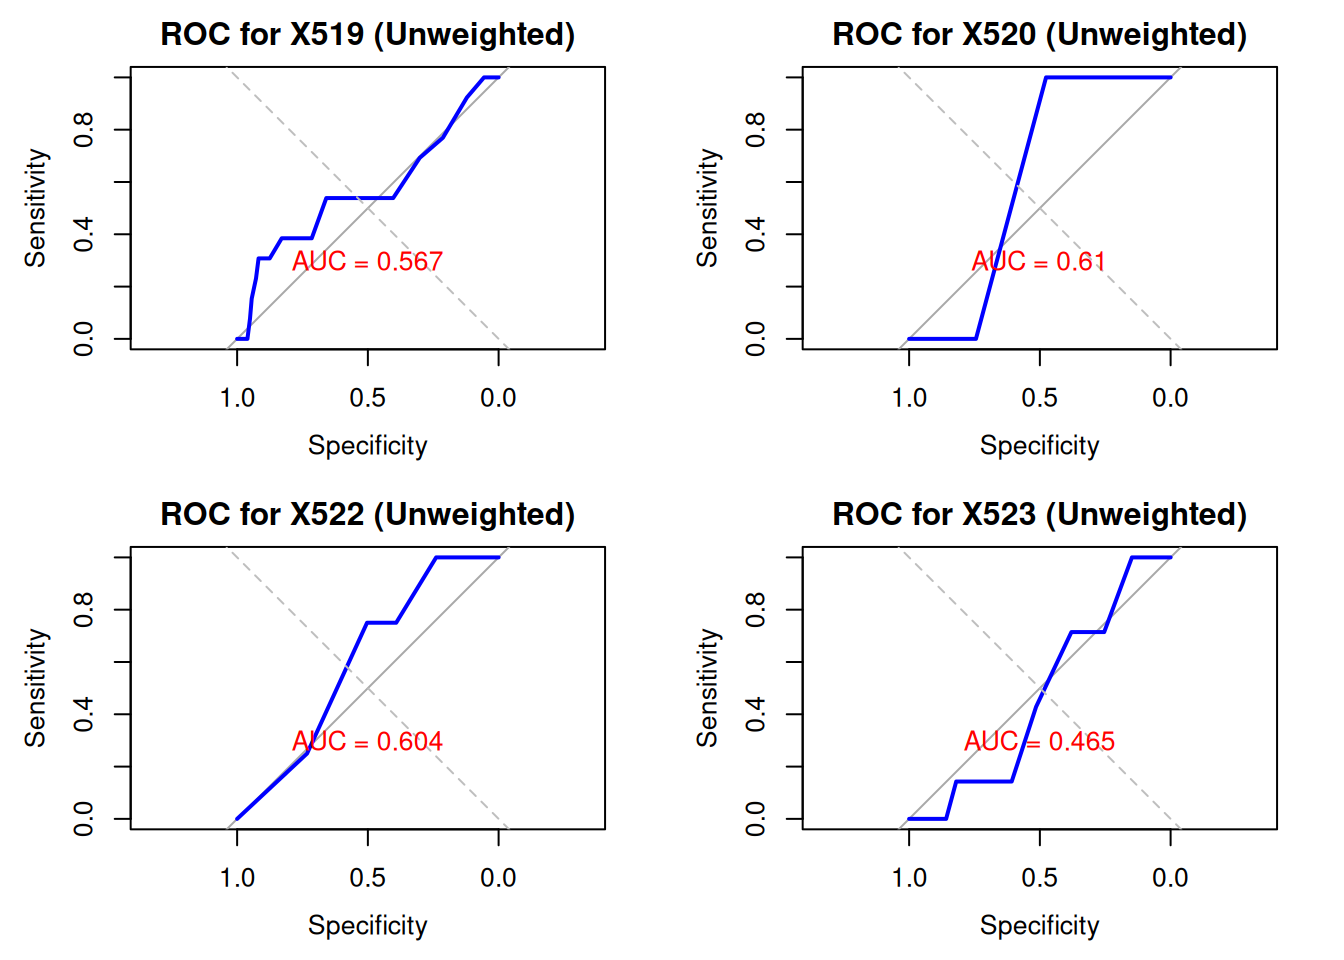 ROC for X519 (Unweighted)
Sensitivity
0.8
0.4
0.0
AUC = 0.567
1.0 0.5 0.0
Specificity
ROC for X520 (Unweighted)
Sensitivity
0.8
0.4
0.0
AUC = 0.61
1.0 0.5 0.0
Specificity
ROC for X522 (Unweighted)
Sensitivity
0.8
0.4
0.0
AUC = 0.604
1.0 0.5 0.0
Specificity
ROC for X523 (Unweighted)
Sensitivity
0.8
0.4
0.0
AUC = 0.465
1.0 0.5 0.0
Specificity